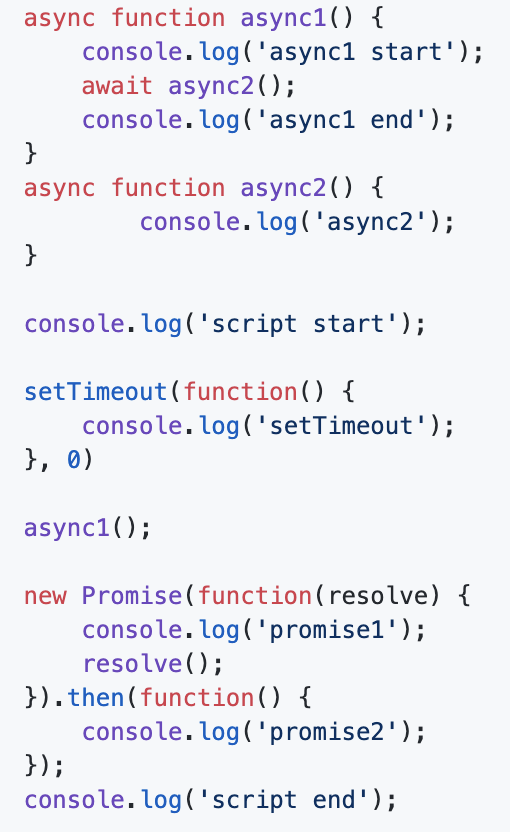 async function async1() {
    console.log('async1 start');
    await async2();
    console.log('async1 end');
}
async function async2() {
        console.log('async2');
}

console.log('script start');

setTimeout(function() {
    console.log('setTimeout');
}, 0)

async1();

new Promise(function(resolve) {
    console.log('promise1');
    resolve();
}).then(function() {
    console.log('promise2');
});
console.log('script end');